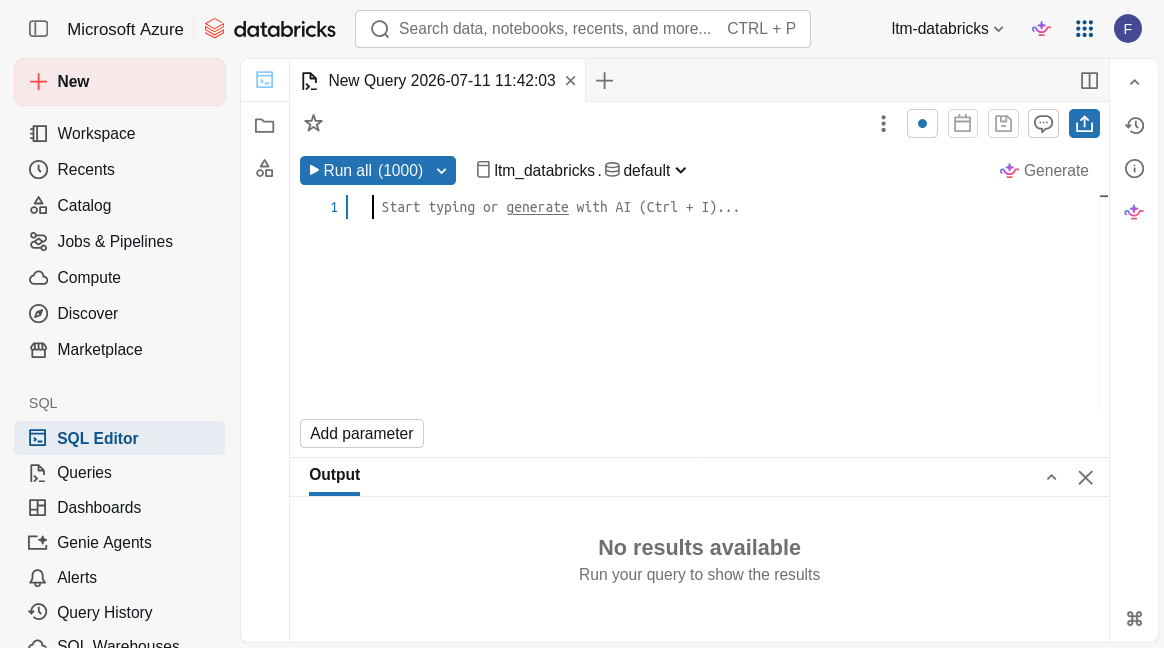 Microsoft Azure
databricks
Search data, notebooks, recents, and more... CTRL + P
ltm-databricks
F
New
Workspace
Recents
Catalog
Jobs & Pipelines
Compute
Discover
Marketplace
SQL
SQL Editor
Queries
Dashboards
Genie Agents
Alerts
Query History
SQL Warehouses
New Query 2026-07-11 11:42:03
Run all (1000)
ltm_databricks . default
Generate
1 Start typing or generate with AI (Ctrl + I)...
Add parameter
Output
No results available
Run your query to show the results